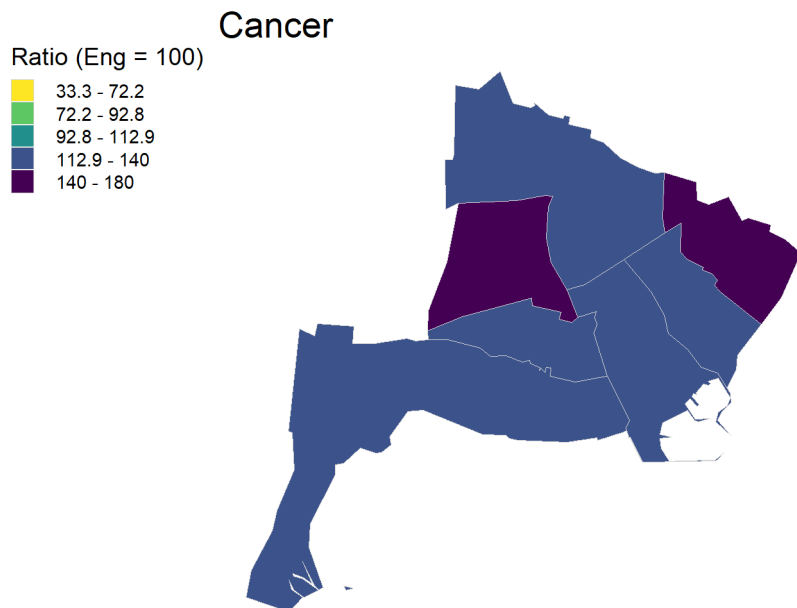 Cancer
Ratio (Eng = 100)
33.3 - 72.2
72.2 - 92.8
92.8 - 112.9
112.9 - 140
140 - 180